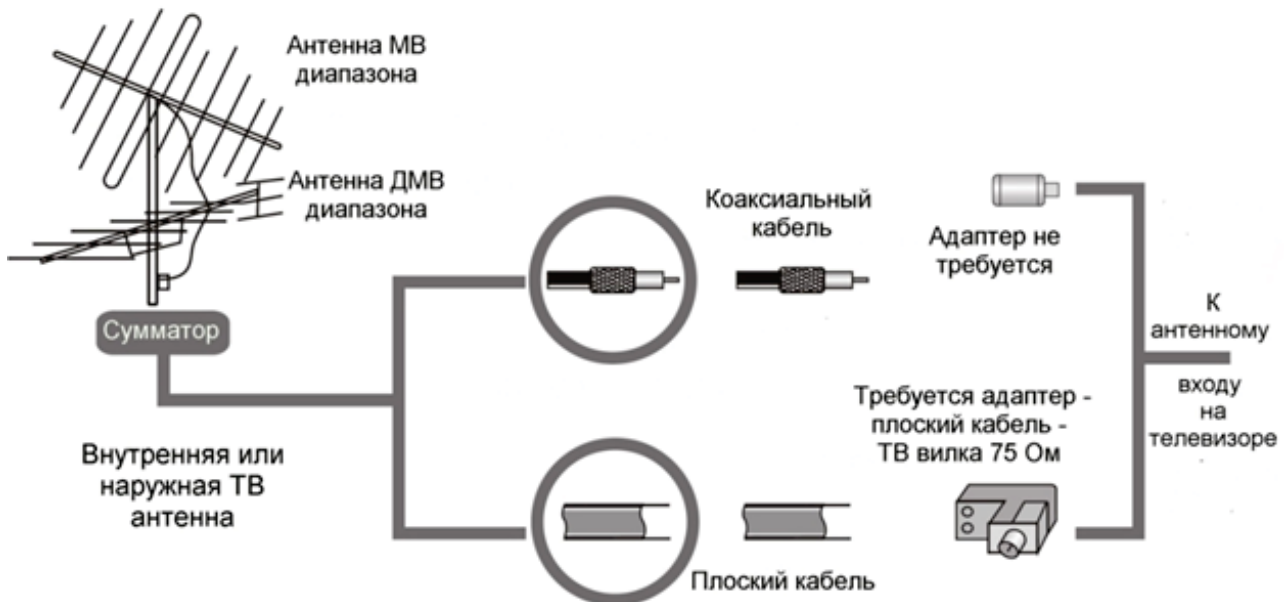 Антенна МВ
диапазона
Антенна ДМВ
диапазона
Сумматор
Внутренняя или
наружная ТВ
антенна
Коаксиальный
кабель
Плоский кабель
Адаптер не
требуется
Требуется адаптер -
плоский кабель -
ТВ вилка 75 Ом
К
антенному
входу
на
телевизоре